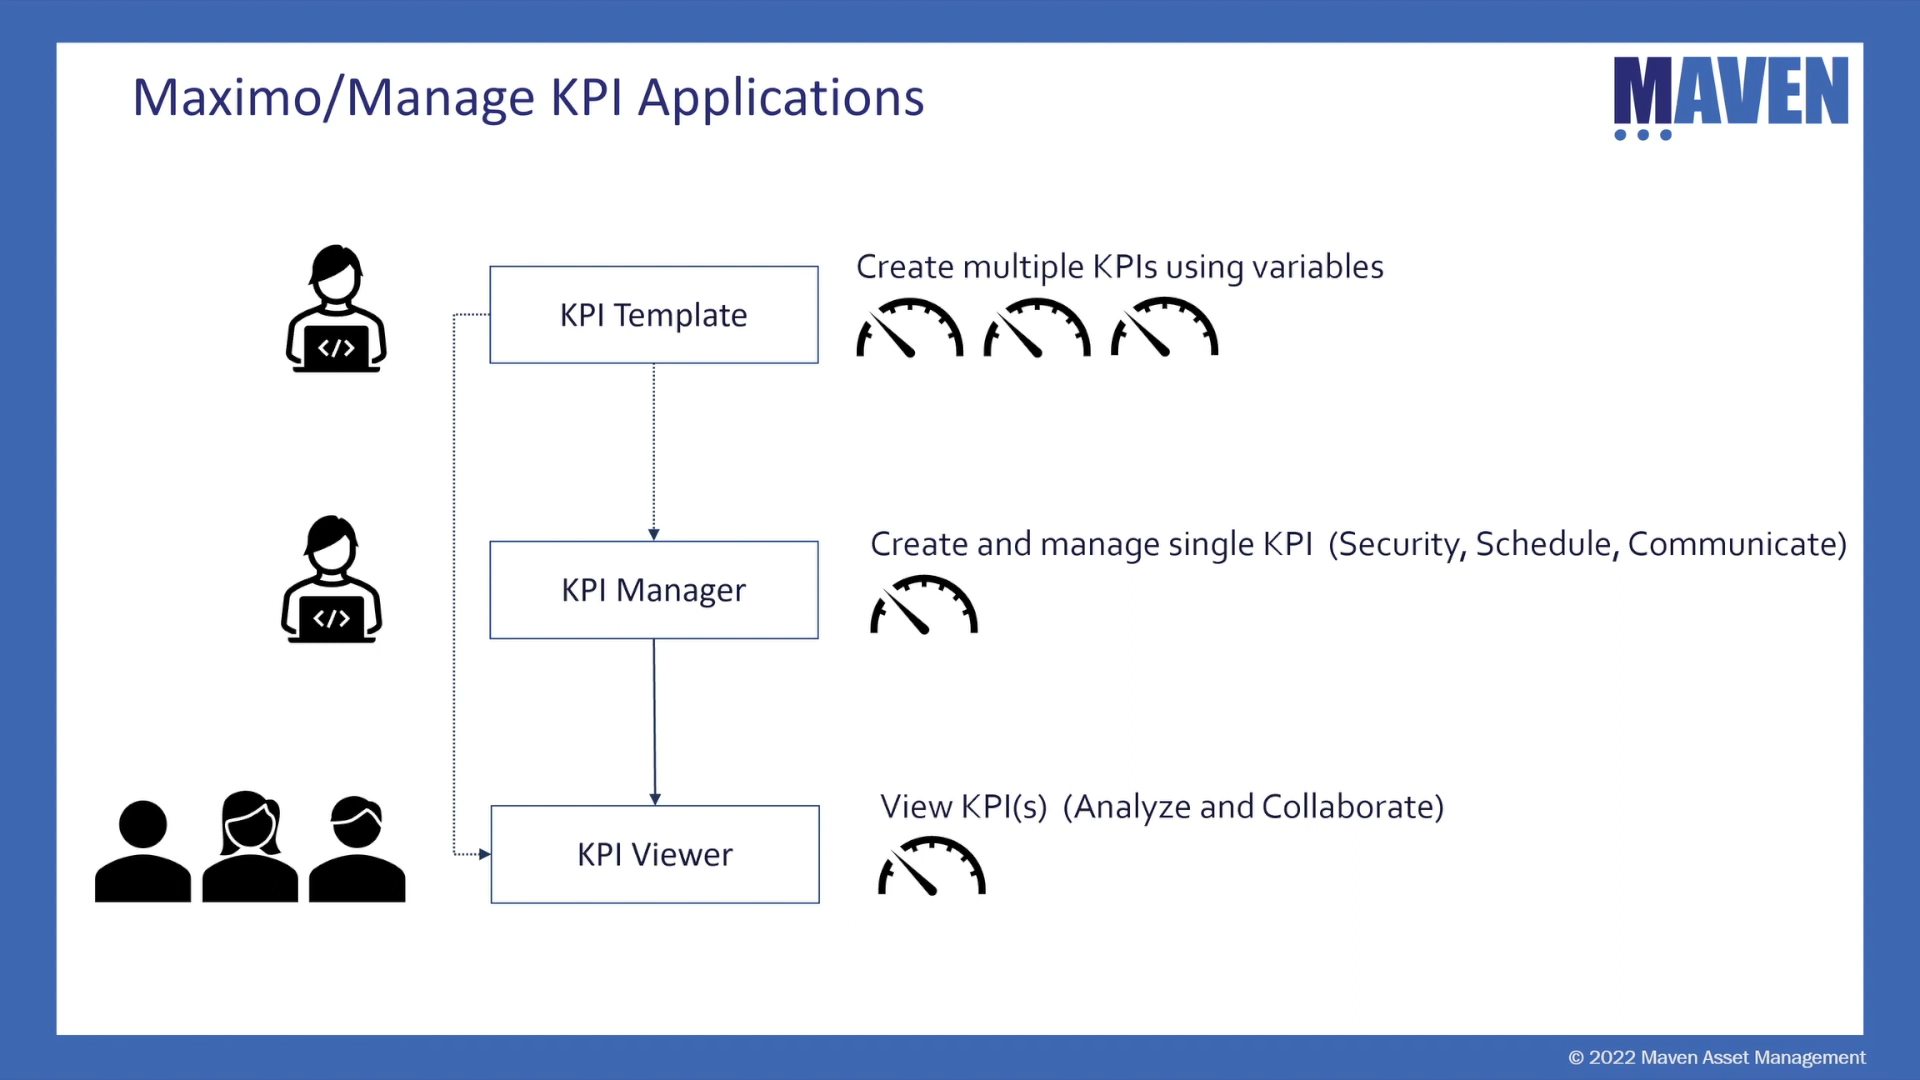 Maximo/Manage KPI Applications
MAVEN
Create multiple KPIs using variables
KPI Template
</>
Create and manage single KPI (Security, Schedule, Communicate)
KPI Manager
</>
View KPI(s) (Analyze and Collaborate)
KPI Viewer
© 2022 Maven Asset Management